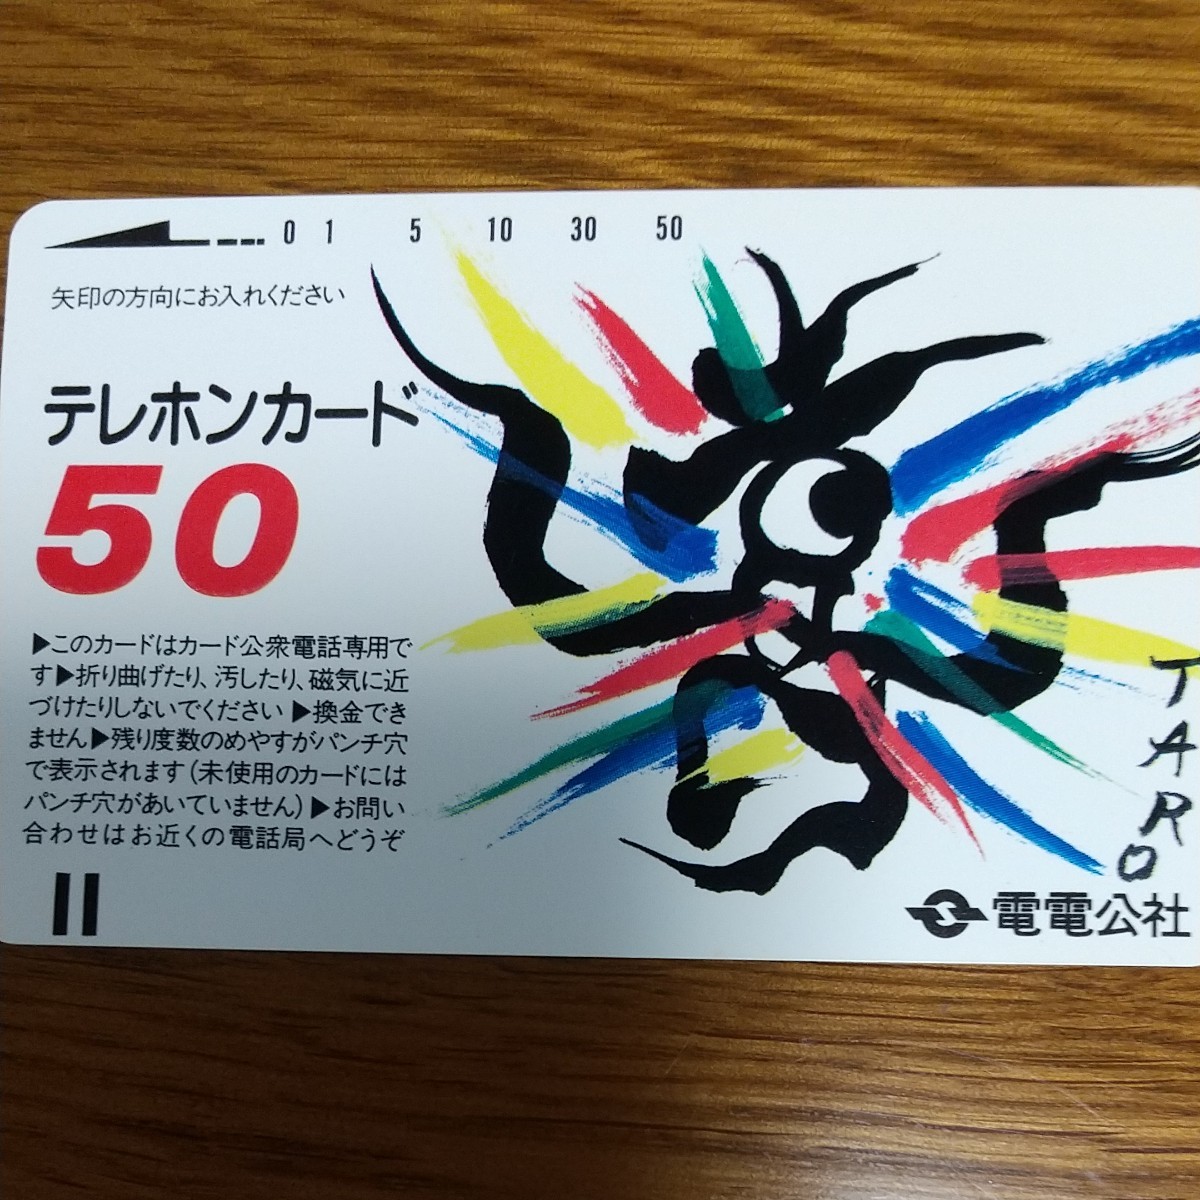 0 1 5 10 30 50
矢印の方向にお入れください
テレホンカード
50
▶このカードはカード公衆電話専用で
す▶折り曲げたり、汚したり、磁気に近
づけたりしないでください▶換金でき
ません▶残り度数のめやすがパンチ穴
で表示されます(未使用のカードには
パンチ穴があいていません)▶お問い
合わせはお近くの電話局へどうぞ
TARO
電電公社